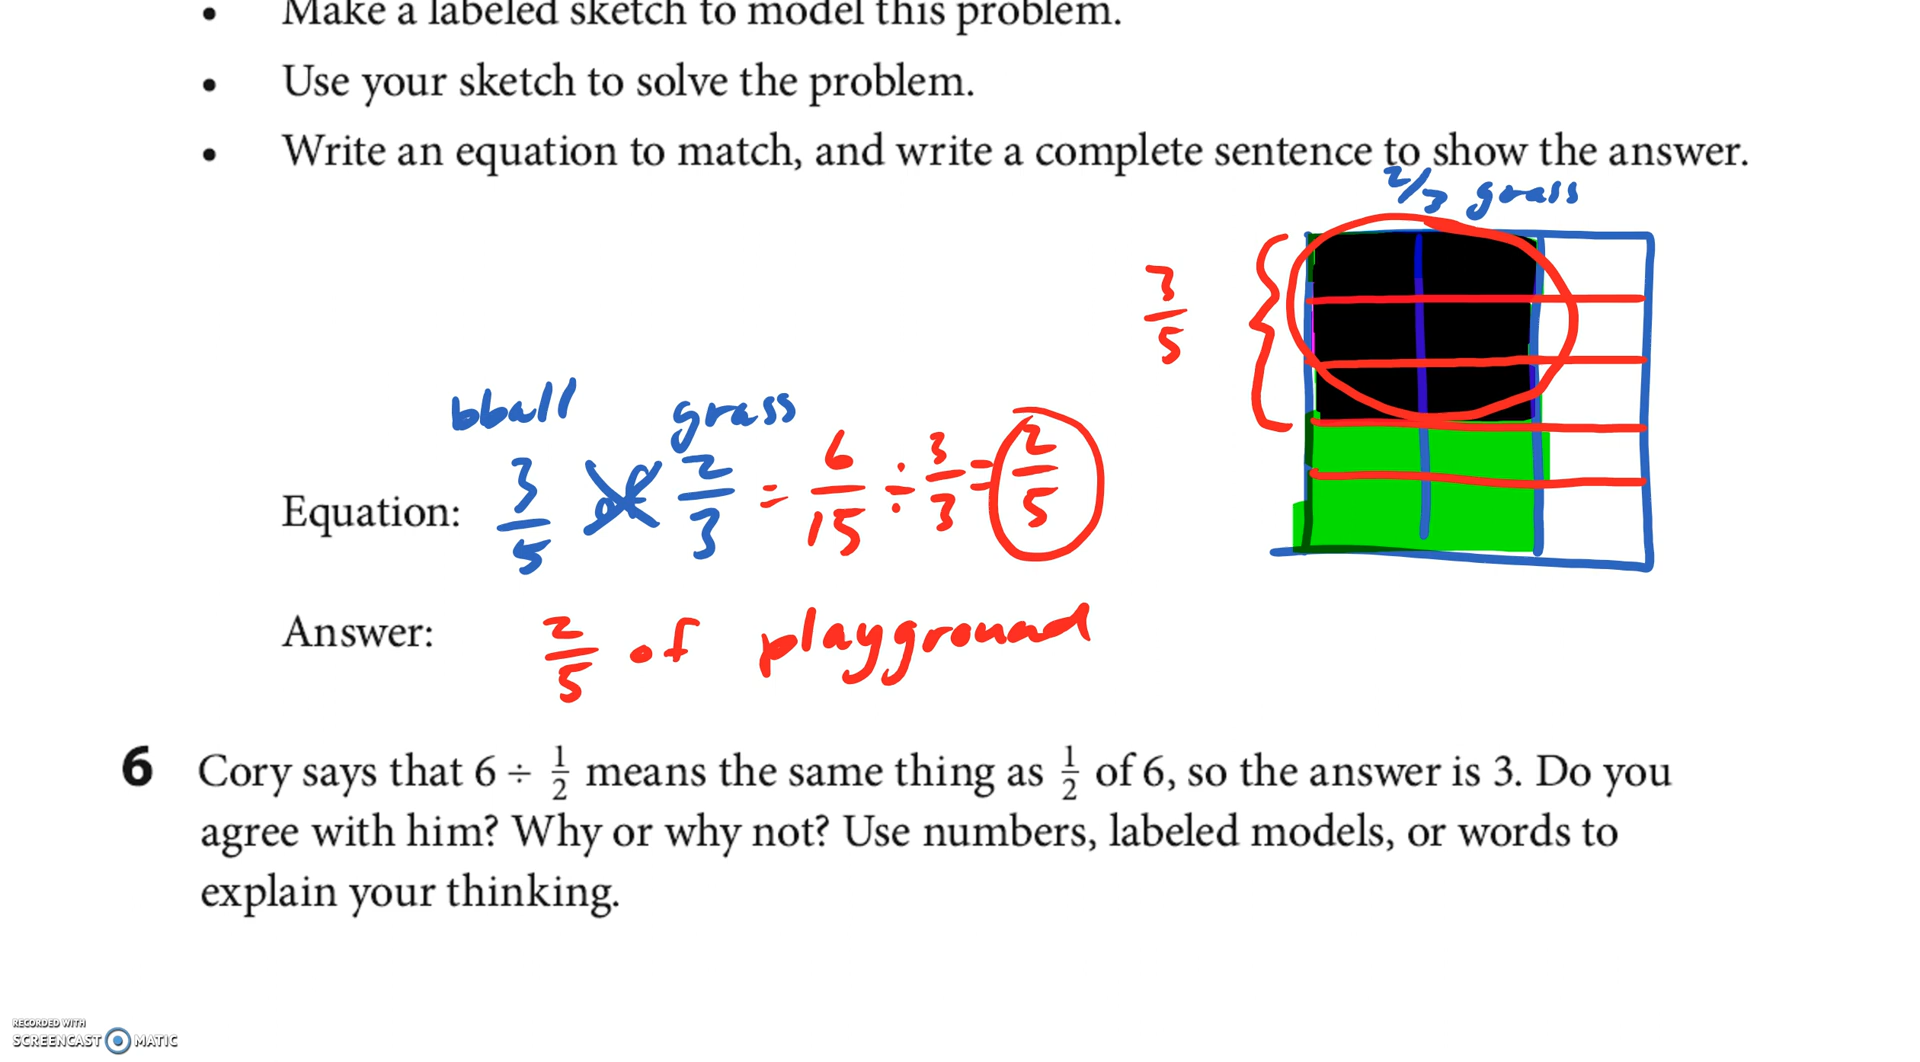 • Make a labeled sketch to model this problem.
• Use your sketch to solve the problem.
• Write an equation to match, and write a complete sentence to show the answer.
2/3 grass
3/5
bball grass
Equation: 3/5 of × 2/3 = 6/15 ÷ 3/3 = 2/5
Answer: 2/5 of playground
6 Cory says that 6 ÷ 1/2 means the same thing as 1/2 of 6, so the answer is 3. Do you
agree with him? Why or why not? Use numbers, labeled models, or words to
explain your thinking.
RECORDED WITH
SCREENCAST MATIC